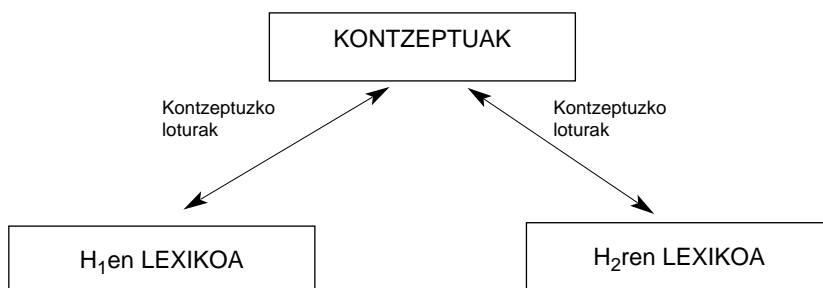 KONTZEPTUAK
Kontzeptuzko
loturak
Kontzeptuzko
loturak
H₁en LEXIKOA
H₂ren LEXIKOA